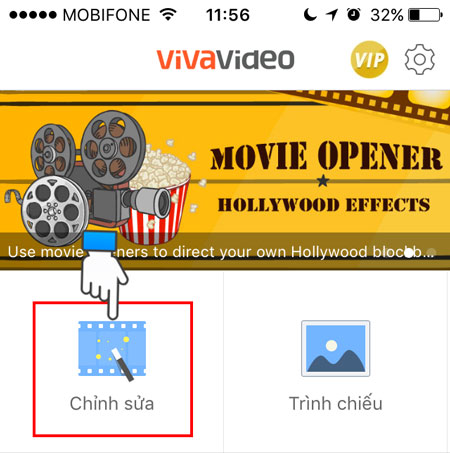 MOBIFONE 11:56 32%
VIVAVIDEO VIP
MOVIE OPENER
HOLLYWOOD EFFECTS
Use movie ners to direct your own Hollywood blockb...
Chỉnh sửa
Trình chiếu